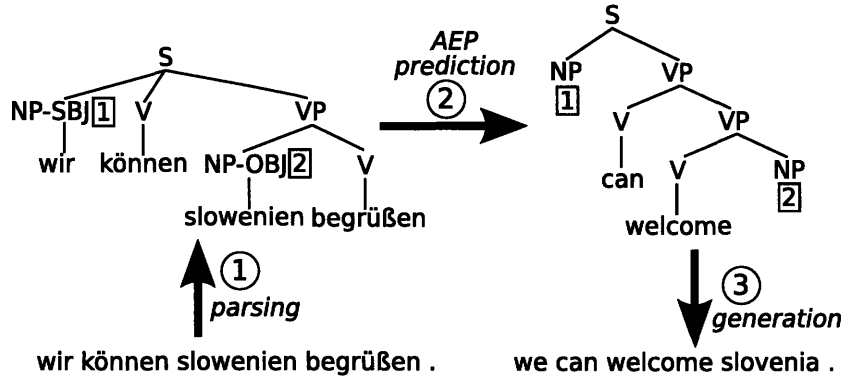 S
NP-SBJ 1 V VP
wir können NP-OBJ 2 V
slowenien begrüßen
1
parsing
wir können slowenien begrüßen .
AEP
prediction
2
S
NP VP
1
V VP
can V NP
2
welcome
3
generation
we can welcome slovenia .